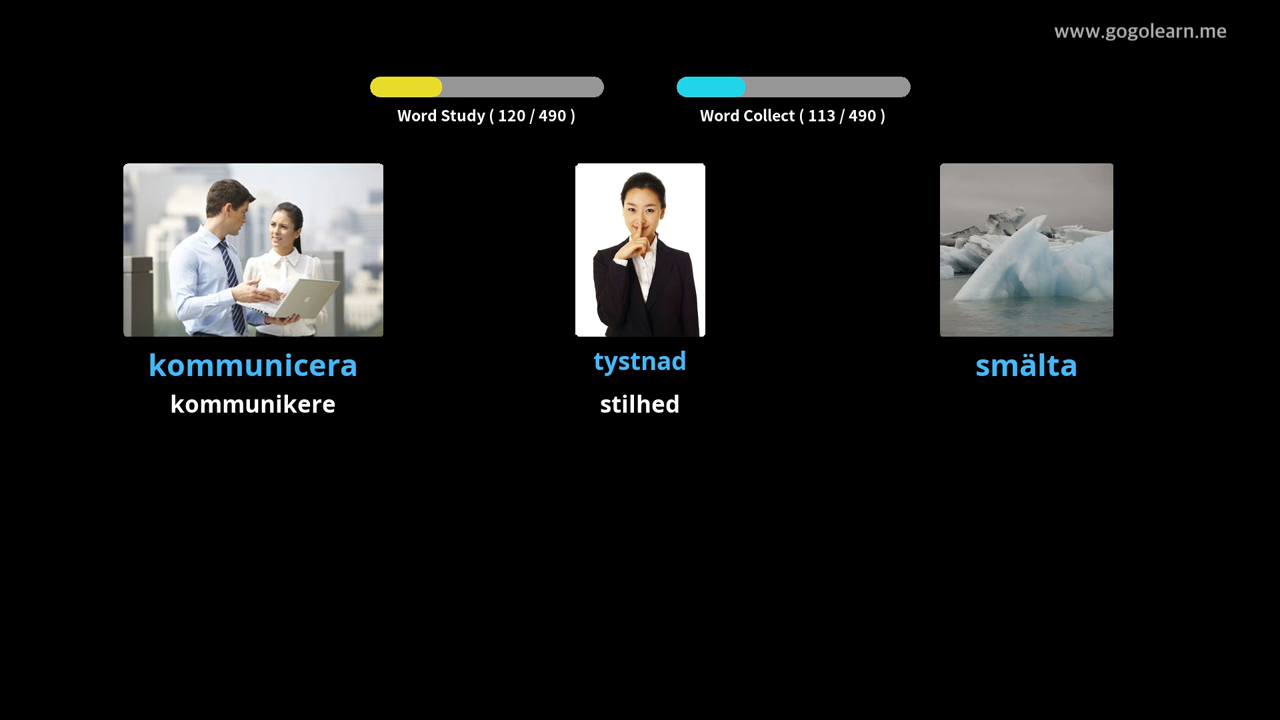 www.gogolearn.me
Word Study ( 120 / 490 )
Word Collect ( 113 / 490 )
kommunicera
kommunikere
tystnad
stilhed
smälta